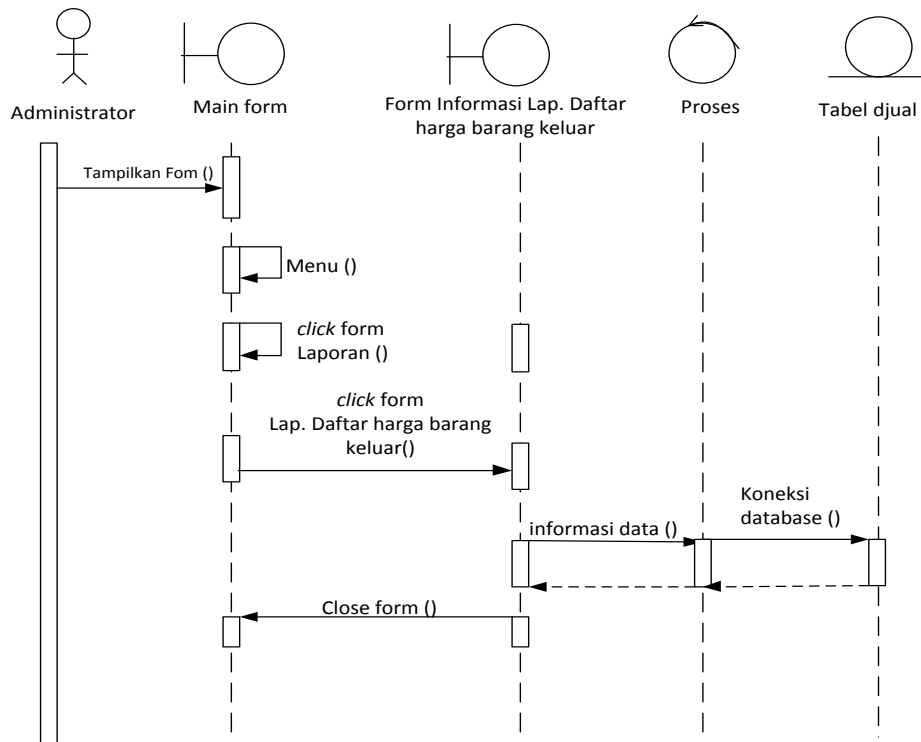 Administrator
Main form
Form Informasi Lap. Daftar
harga barang keluar
Proses
Tabel djual
Tampilkan Fom ()
Menu ()
click form
Laporan ()
click form
Lap. Daftar harga barang
keluar()
informasi data ()
Koneksi
database ()
Close form ()